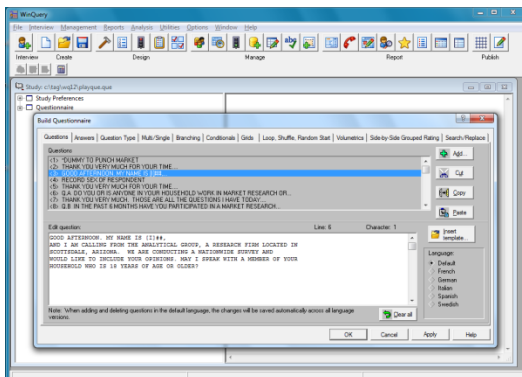 WinQuery
File Interview Management Reports Analysis Utilities Options Window Help
Interview Create Design Manage Report Publish
Study: c:\tag\wq12\playque.que
Study Preferences
Questionnaire
Build Questionnaire
Questions Answers Question Type Multi/Single Branching Conditionals Grids Loop, Shuffle, Random Start Volumetrics Side-by-Side Grouped Rating Search/Replace
Questions:
<1> *DUMMY TO PUNCH MARKET
<2> THANK YOU VERY MUCH FOR YOUR TIME....
<3> GOOD AFTERNOON, MY NAME IS [I]##,...
<4> RECORD SEX OF RESPONDENT
<5> THANK YOU VERY MUCH FOR YOUR TIME....
<6> Q.A DO YOU OR IS ANYONE IN YOUR HOUSEHOLD WORK IN MARKET RESEARCH OR...
<7> THANK YOU VERY MUCH. THOSE ARE ALL THE QUESTIONS I HAVE TODAY....
<8> Q.B IN THE PAST 6 MONTHS HAVE YOU PARTICIPATED IN A MARKET RESEARCH...
Add...
Cut
Copy
Paste
Edit question: Line: 6 Character: 1
GOOD AFTERNOON, MY NAME IS [I]##,
AND I AM CALLING FROM THE ANALYTICAL GROUP, A RESEARCH FIRM LOCATED IN
SCOTTSDALE, ARIZONA. WE ARE CONDUCTING A NATIONWIDE SURVEY AND
WOULD LIKE TO INCLUDE YOUR OPINIONS. MAY I SPEAK WITH A MEMBER OF YOUR
HOUSEHOLD WHO IS 18 YEARS OF AGE OR OLDER?
Insert template...
Language:
Default
French
German
Italian
Spanish
Swedish
Note: When adding and deleting questions in the default language, the changes will be saved automatically across all language
versions.
Clear all
OK Cancel Apply Help